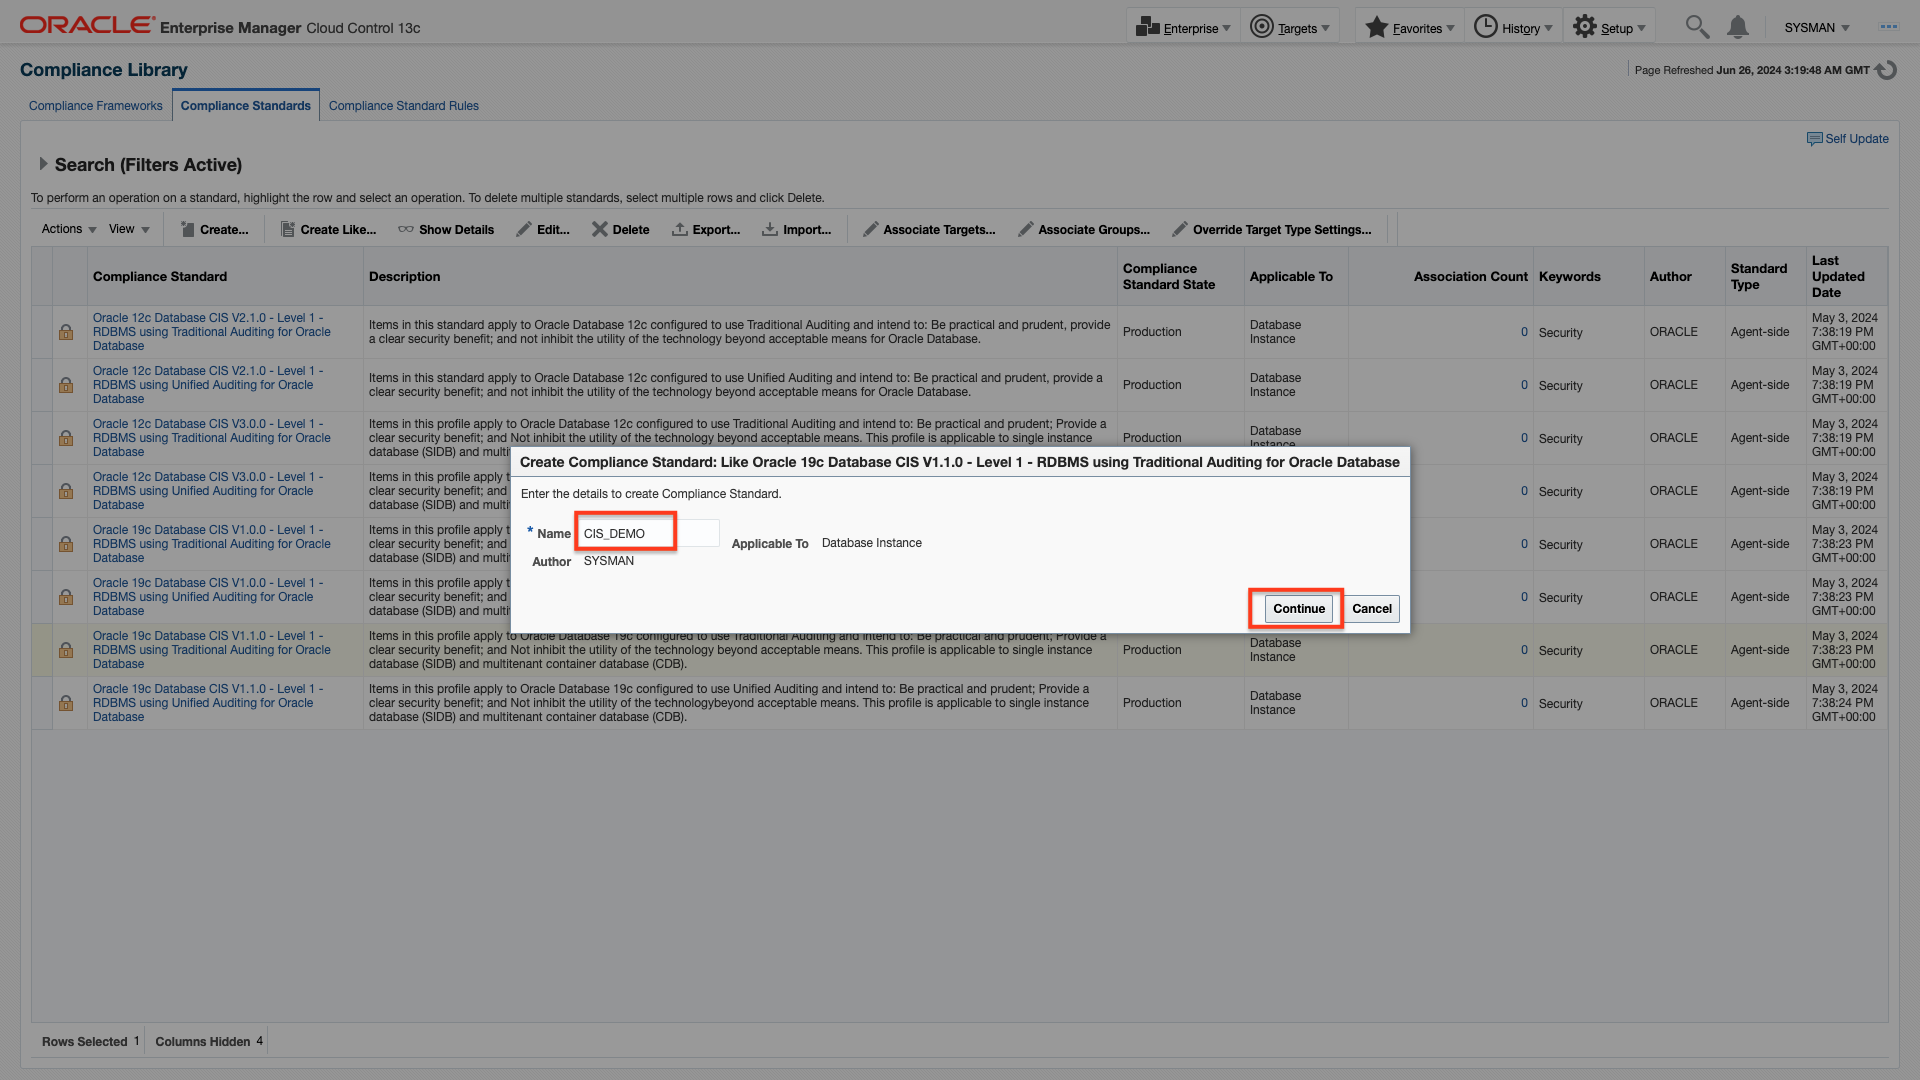 ORACLE Enterprise Manager Cloud Control 13c
Enterprise Targets Favorites History Setup SYSMAN
Compliance Library
Page Refreshed Jun 26, 2024 3:19:48 AM GMT
Compliance Frameworks Compliance Standards Compliance Standard Rules
Self Update
Search (Filters Active)
To perform an operation on a standard, highlight the row and select an operation. To delete multiple standards, select multiple rows and click Delete.
Actions View Create... Create Like... Show Details Edit... Delete Export... Import... Associate Targets... Associate Groups... Override Target Type Settings...
Compliance Standard
Description
Compliance
Standard State
Applicable To
Association Count
Keywords
Author
Standard
Type
Last
Updated
Date
Oracle 12c Database CIS V2.1.0 - Level 1 -
RDBMS using Traditional Auditing for Oracle
Database
Items in this standard apply to Oracle Database 12c configured to use Traditional Auditing and intend to: Be practical and prudent, provide
a clear security benefit; and not inhibit the utility of the technology beyond acceptable means for Oracle Database.
Production
Database
Instance
0
Security
ORACLE
Agent-side
May 3, 2024
7:38:19 PM
GMT+00:00
Oracle 12c Database CIS V2.1.0 - Level 1 -
RDBMS using Unified Auditing for Oracle
Database
Items in this standard apply to Oracle Database 12c configured to use Unified Auditing and intend to: Be practical and prudent, provide a
clear security benefit; and not inhibit the utility of the technology beyond acceptable means for Oracle Database.
Production
Database
Instance
0
Security
ORACLE
Agent-side
May 3, 2024
7:38:19 PM
GMT+00:00
Oracle 12c Database CIS V3.0.0 - Level 1 -
RDBMS using Traditional Auditing for Oracle
Database
Items in this profile apply to Oracle Database 12c configured to use Traditional Auditing and intend to: Be practical and prudent; Provide a
clear security benefit; and Not inhibit the utility of the technology beyond acceptable means. This profile is applicable to single instance
database (SIDB) and multi
Production
Database
Instance
0
Security
ORACLE
Agent-side
May 3, 2024
7:38:19 PM
GMT+00:00
Oracle 12c Database CIS V3.0.0 - Level 1 -
RDBMS using Unified Auditing for Oracle
Database
Items in this profile apply t
clear security benefit; and
database (SIDB) and multi
0
Security
ORACLE
Agent-side
May 3, 2024
7:38:19 PM
GMT+00:00
Oracle 19c Database CIS V1.0.0 - Level 1 -
RDBMS using Traditional Auditing for Oracle
Database
Items in this profile apply t
clear security benefit; and
database (SIDB) and multi
0
Security
ORACLE
Agent-side
May 3, 2024
7:38:23 PM
GMT+00:00
Oracle 19c Database CIS V1.0.0 - Level 1 -
RDBMS using Unified Auditing for Oracle
Database
Items in this profile apply t
clear security benefit; and
database (SIDB) and multi
0
Security
ORACLE
Agent-side
May 3, 2024
7:38:23 PM
GMT+00:00
Create Compliance Standard: Like Oracle 19c Database CIS V1.1.0 - Level 1 - RDBMS using Traditional Auditing for Oracle Database
Enter the details to create Compliance Standard.
* Name CIS_DEMO
Applicable To Database Instance
Author SYSMAN
Continue Cancel
Oracle 19c Database CIS V1.1.0 - Level 1 -
RDBMS using Traditional Auditing for Oracle
Database
Items in this profile apply to Oracle Database 19c configured to use Traditional Auditing and intend to: Be practical and prudent; Provide a
clear security benefit; and Not inhibit the utility of the technology beyond acceptable means. This profile is applicable to single instance
database (SIDB) and multitenant container database (CDB).
Production
Database
Instance
0
Security
ORACLE
Agent-side
May 3, 2024
7:38:23 PM
GMT+00:00
Oracle 19c Database CIS V1.1.0 - Level 1 -
RDBMS using Unified Auditing for Oracle
Database
Items in this profile apply to Oracle Database 19c configured to use Unified Auditing and intend to: Be practical and prudent; Provide a
clear security benefit; and Not inhibit the utility of the technologybeyond acceptable means. This profile is applicable to single instance
database (SIDB) and multitenant container database (CDB).
Production
Database
Instance
0
Security
ORACLE
Agent-side
May 3, 2024
7:38:24 PM
GMT+00:00
Rows Selected 1 Columns Hidden 4